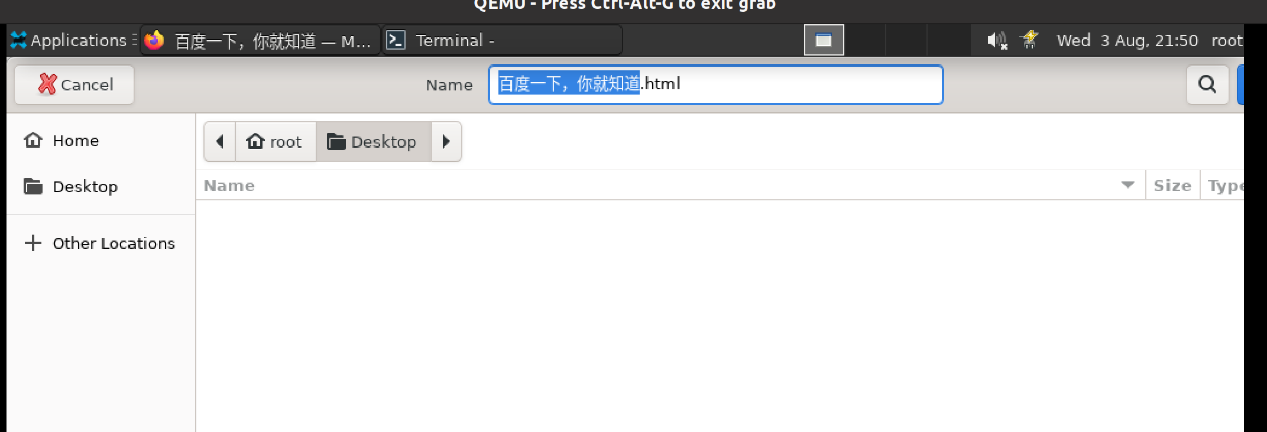 QEMU - Press Ctrl-Alt-G to exit grab
Applications 百度一下，你就知道 — M... Terminal - Wed 3 Aug, 21:50 root
Cancel Name 百度一下，你就知道.html
Home root Desktop
Desktop
Name Size Type
Other Locations